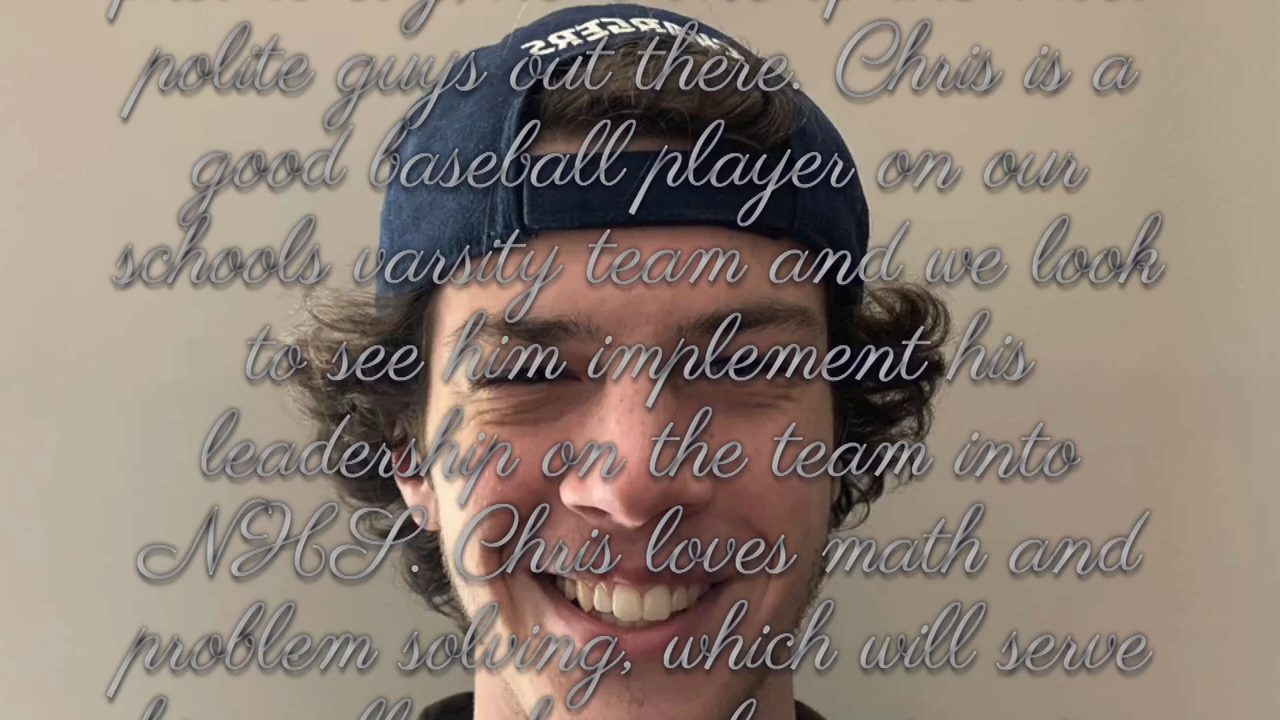 CHARGERS
polite guys out there. Chris is a
good baseball player on our
schools varsity team and we look
to see him implement his
leadership on the team into
NHS. Chris loves math and
problem solving, which will serve